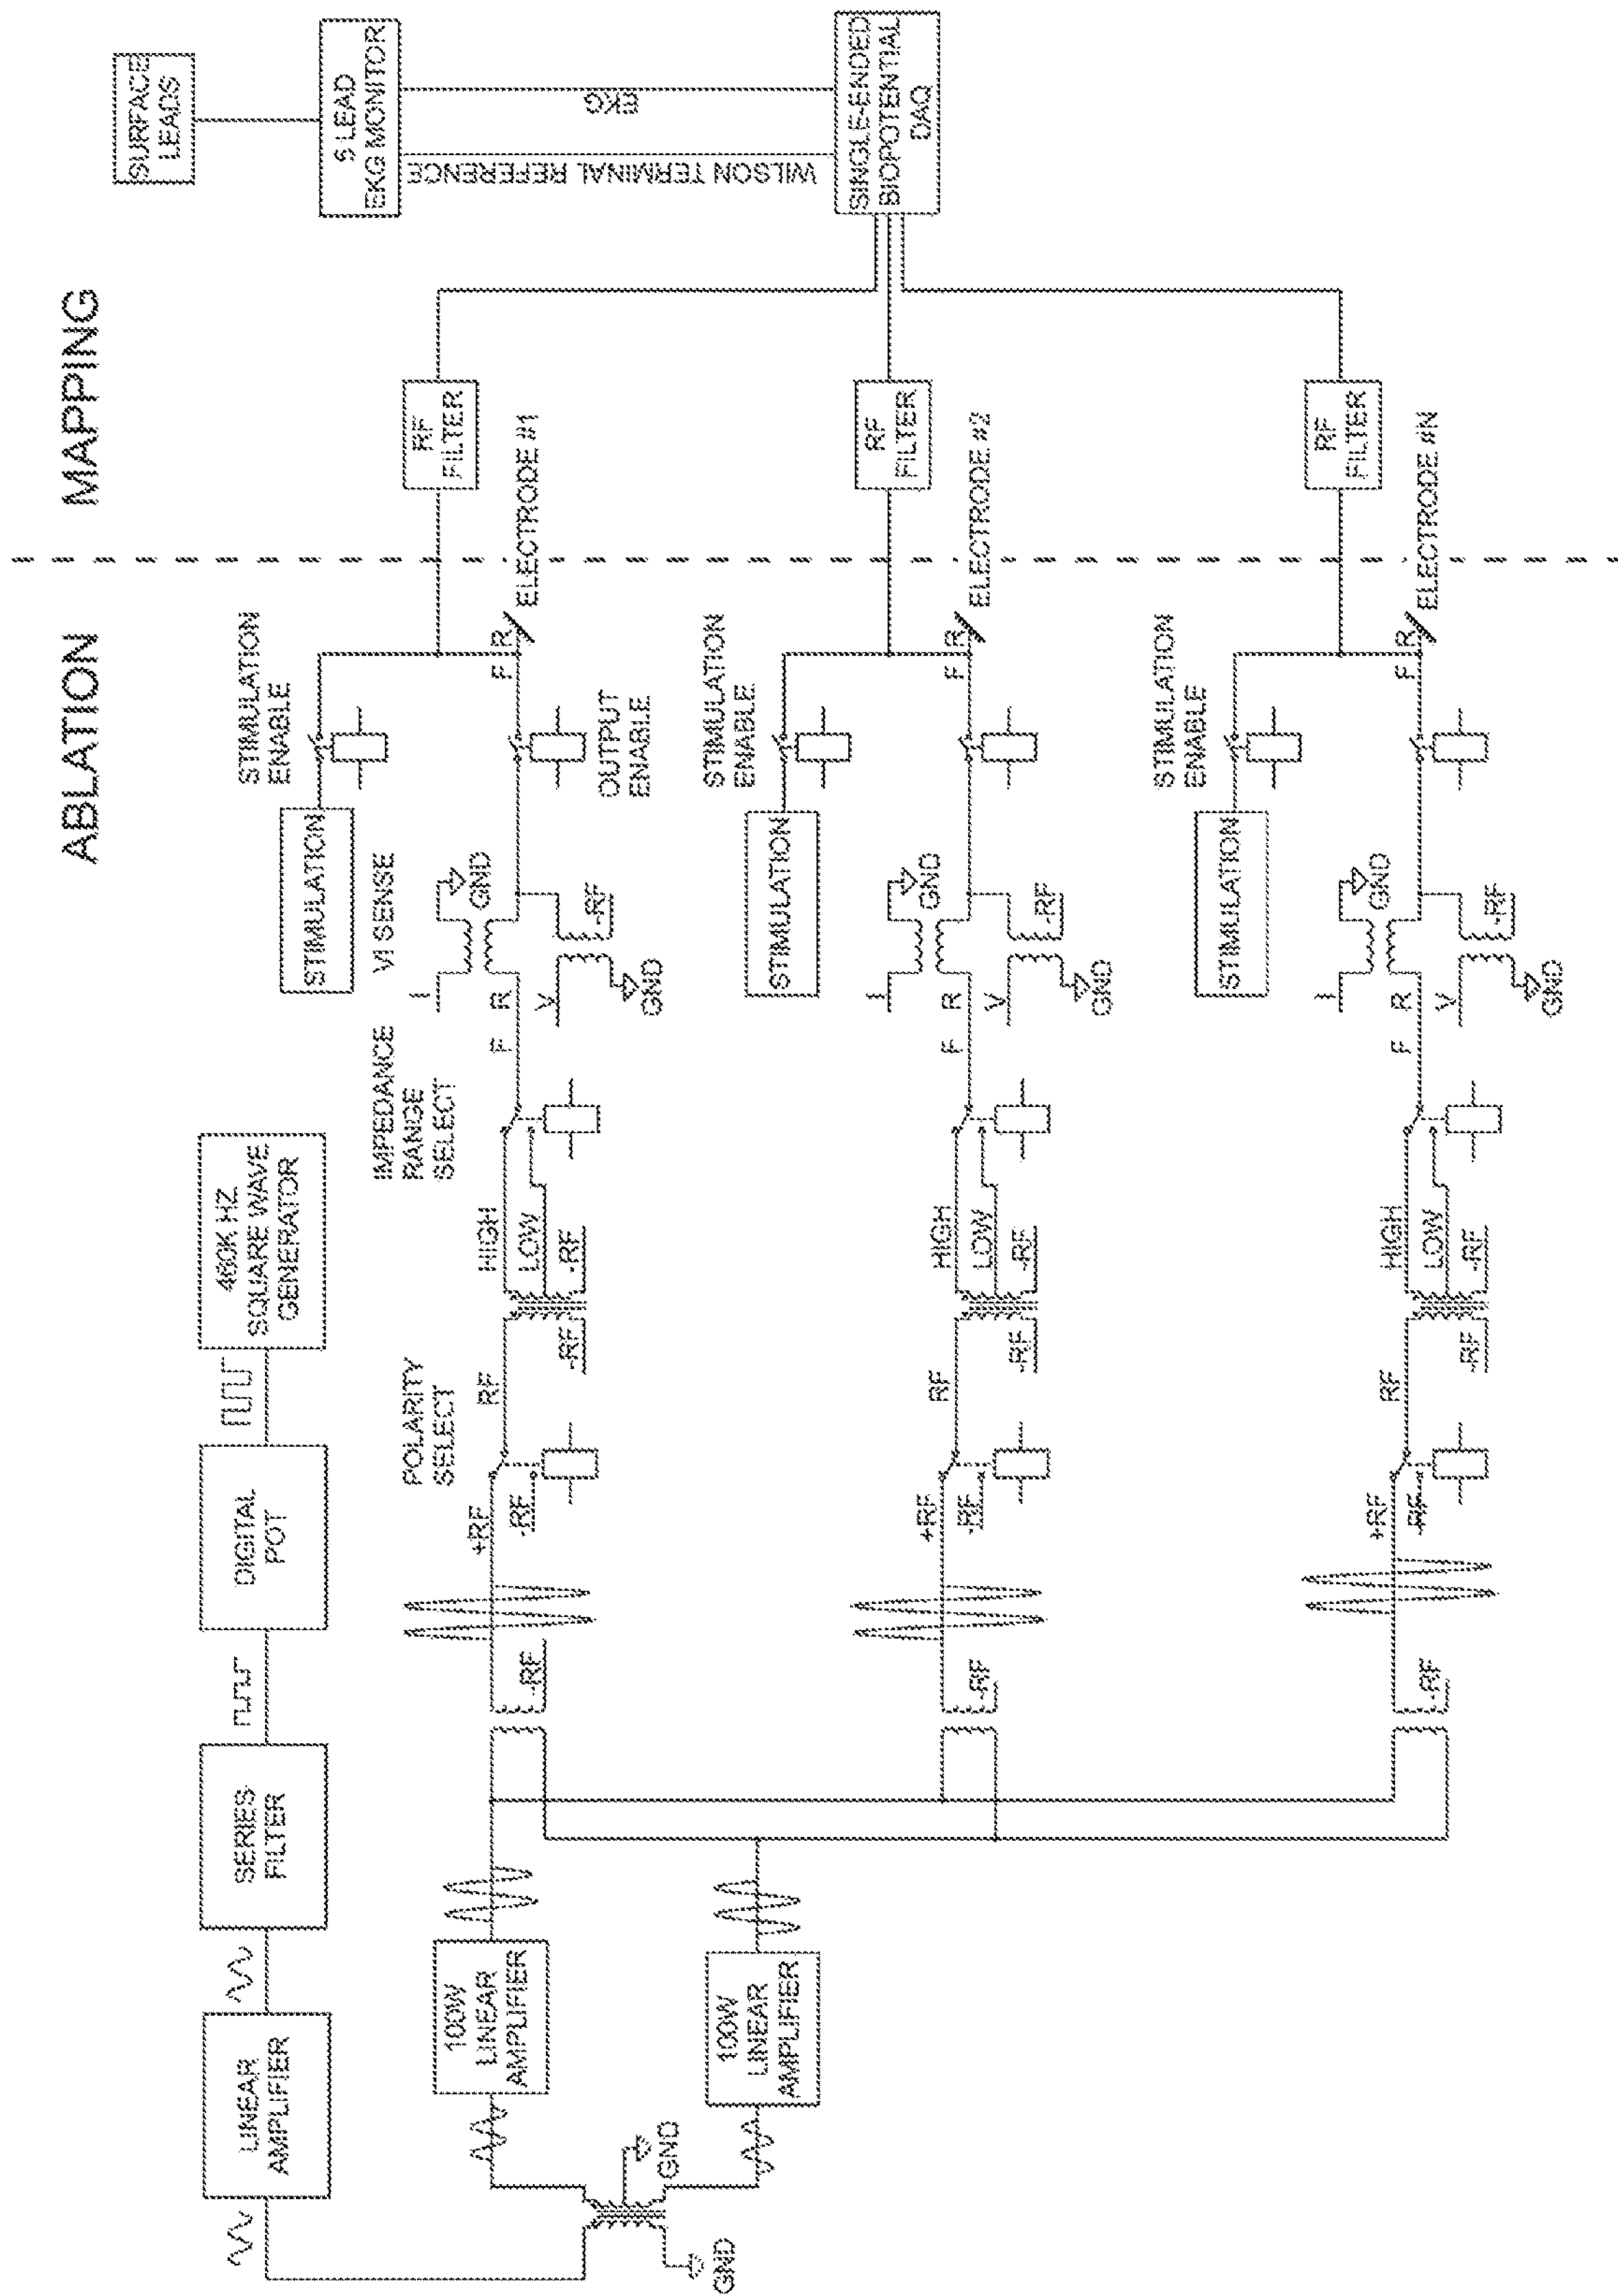 ABLATION
MAPPING
460K HZ
SQUARE WAVE
GENERATOR
DIGITAL
POT
SERIES
FILTER
LINEAR
AMPLIFIER
GND
GND
100W
LINEAR
AMPLIFIER
100W
LINEAR
AMPLIFIER
-RF
+RF
-RF
POLARITY
SELECT
RF
-RF
-RF
HIGH
LOW
IMPEDANCE
RANGE
SELECT
F
R
I
V
VI SENSE
GND
GND
-RF
STIMULATION
STIMULATION
ENABLE
OUTPUT
ENABLE
F
R
ELECTRODE #1
RF
FILTER
-RF
+RF
-RF
RF
-RF
-RF
HIGH
LOW
F
R
I
V
GND
GND
-RF
STIMULATION
STIMULATION
ENABLE
F
R
ELECTRODE #2
RF
FILTER
-RF
+RF
RF
-RF
-RF
HIGH
LOW
F
R
I
V
GND
GND
-RF
STIMULATION
STIMULATION
ENABLE
F
R
ELECTRODE #N
RF
FILTER
SURFACE
LEADS
5 LEAD
EKG MONITOR
EKG
WILSON TERMINAL REFERENCE
SINGLE-ENDED
BIOPOTENTIAL
DAQ